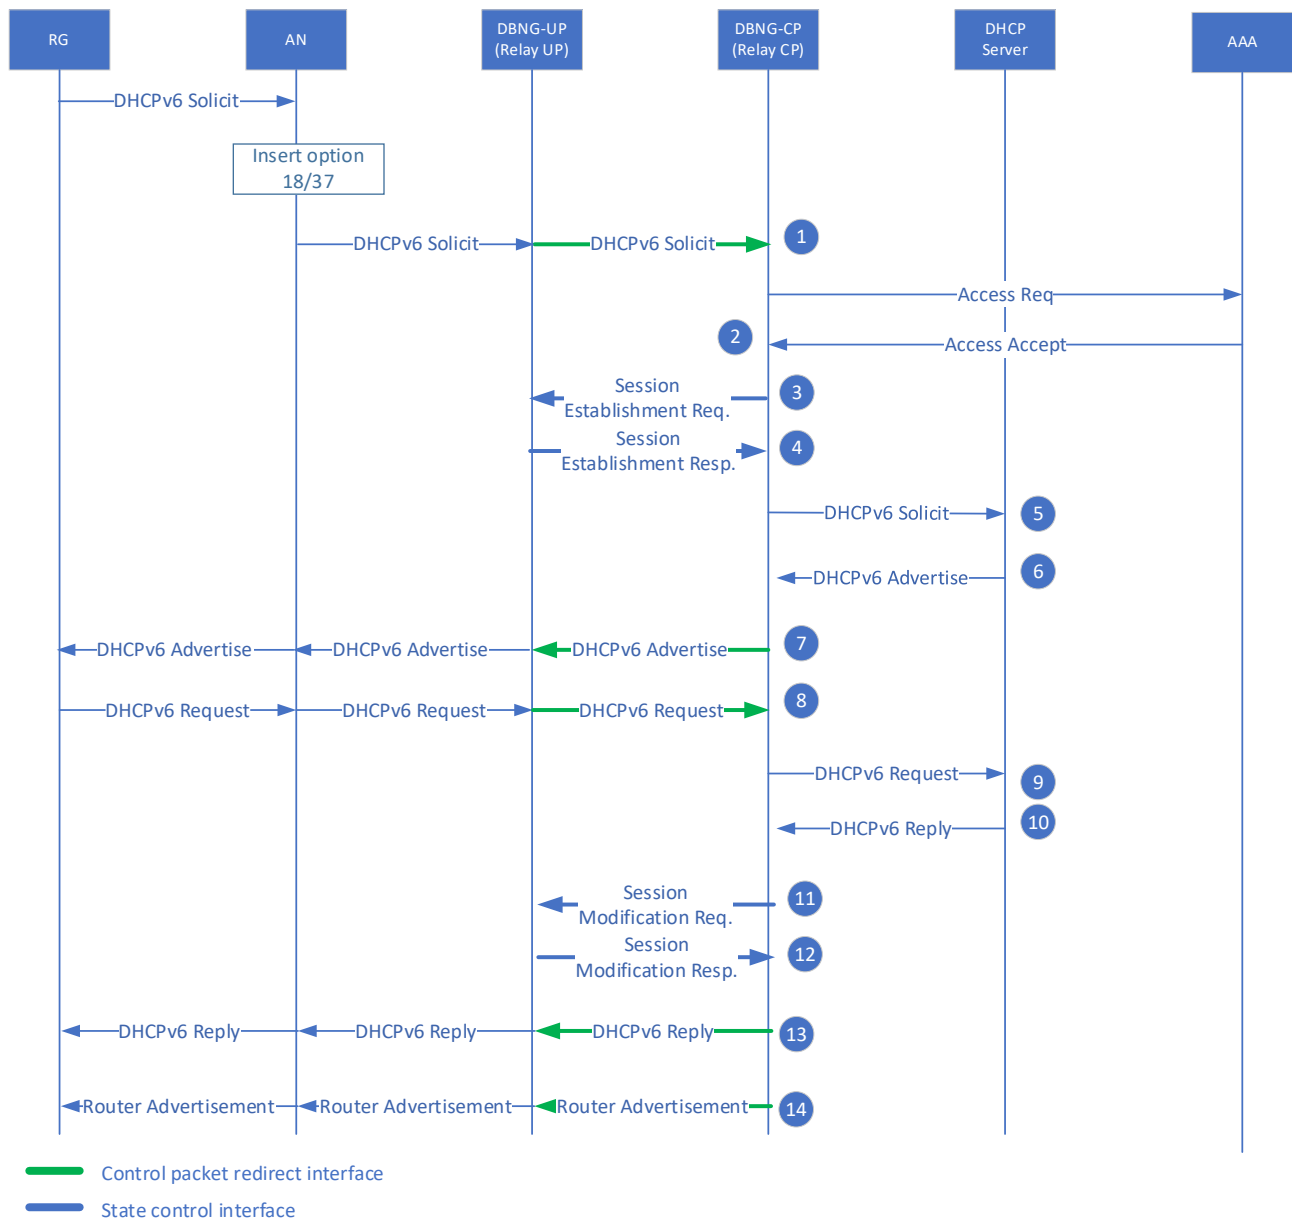 RG
AN
DBNG-UP
(Relay UP)
DBNG-CP
(Relay CP)
DHCP
Server
AAA
DHCPv6 Solicit
Insert option
18/37
DHCPv6 Solicit
DHCPv6 Solicit
1
Access Req
2
Access Accept
Session
Establishment Req.
3
Session
Establishment Resp.
4
DHCPv6 Solicit
5
DHCPv6 Advertise
6
DHCPv6 Advertise
DHCPv6 Advertise
DHCPv6 Advertise
7
DHCPv6 Request
DHCPv6 Request
DHCPv6 Request
8
DHCPv6 Request
9
DHCPv6 Reply
10
Session
Modification Req.
11
Session
Modification Resp.
12
DHCPv6 Reply
DHCPv6 Reply
DHCPv6 Reply
13
Router Advertisement
Router Advertisement
Router Advertisement
14
Control packet redirect interface
State control interface